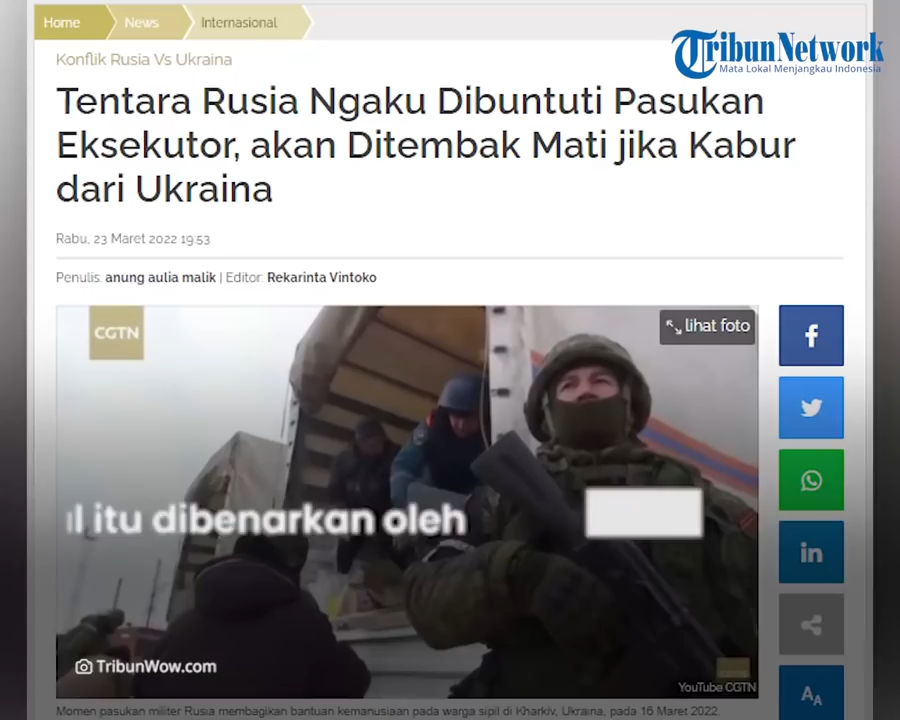 Home
News
Internasional
TribunNetwork
Mata Lokal Menjangkau Indonesia
Konflik Rusia Vs Ukraina
Tentara Rusia Ngaku Dibuntuti Pasukan
Eksekutor, akan Ditembak Mati jika Kabur
dari Ukraina
Rabu, 23 Maret 2022 19:53
Penulis: anung aulia malik | Editor: Rekarinta Vintoko
CGTN
lihat foto
itu dibenarkan oleh
TribunWow.com
YouTube CGTN
Momen pasukan militer Rusia membagikan bantuan kemanusiaan pada warga sipil di Kharkiv, Ukraina, pada 16 Maret 2022.
AA